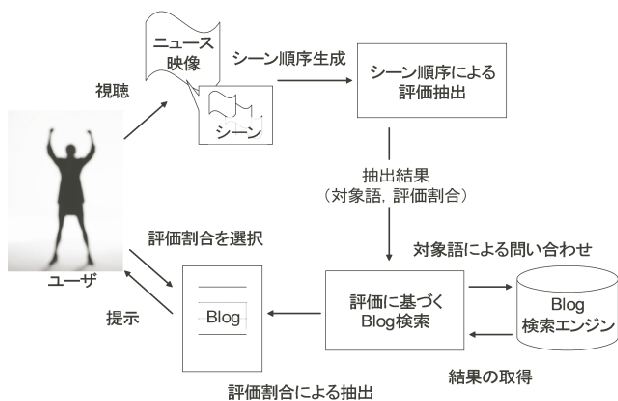 ニュース
映像
シーン
シーン順序生成
シーン順序による
評価抽出
視聴
抽出結果
（対象語，評価割合）
ユーザ
評価割合を選択
提示
Blog
評価割合による抽出
評価に基づく
Blog検索
対象語による問い合わせ
Blog
検索エンジン
結果の取得